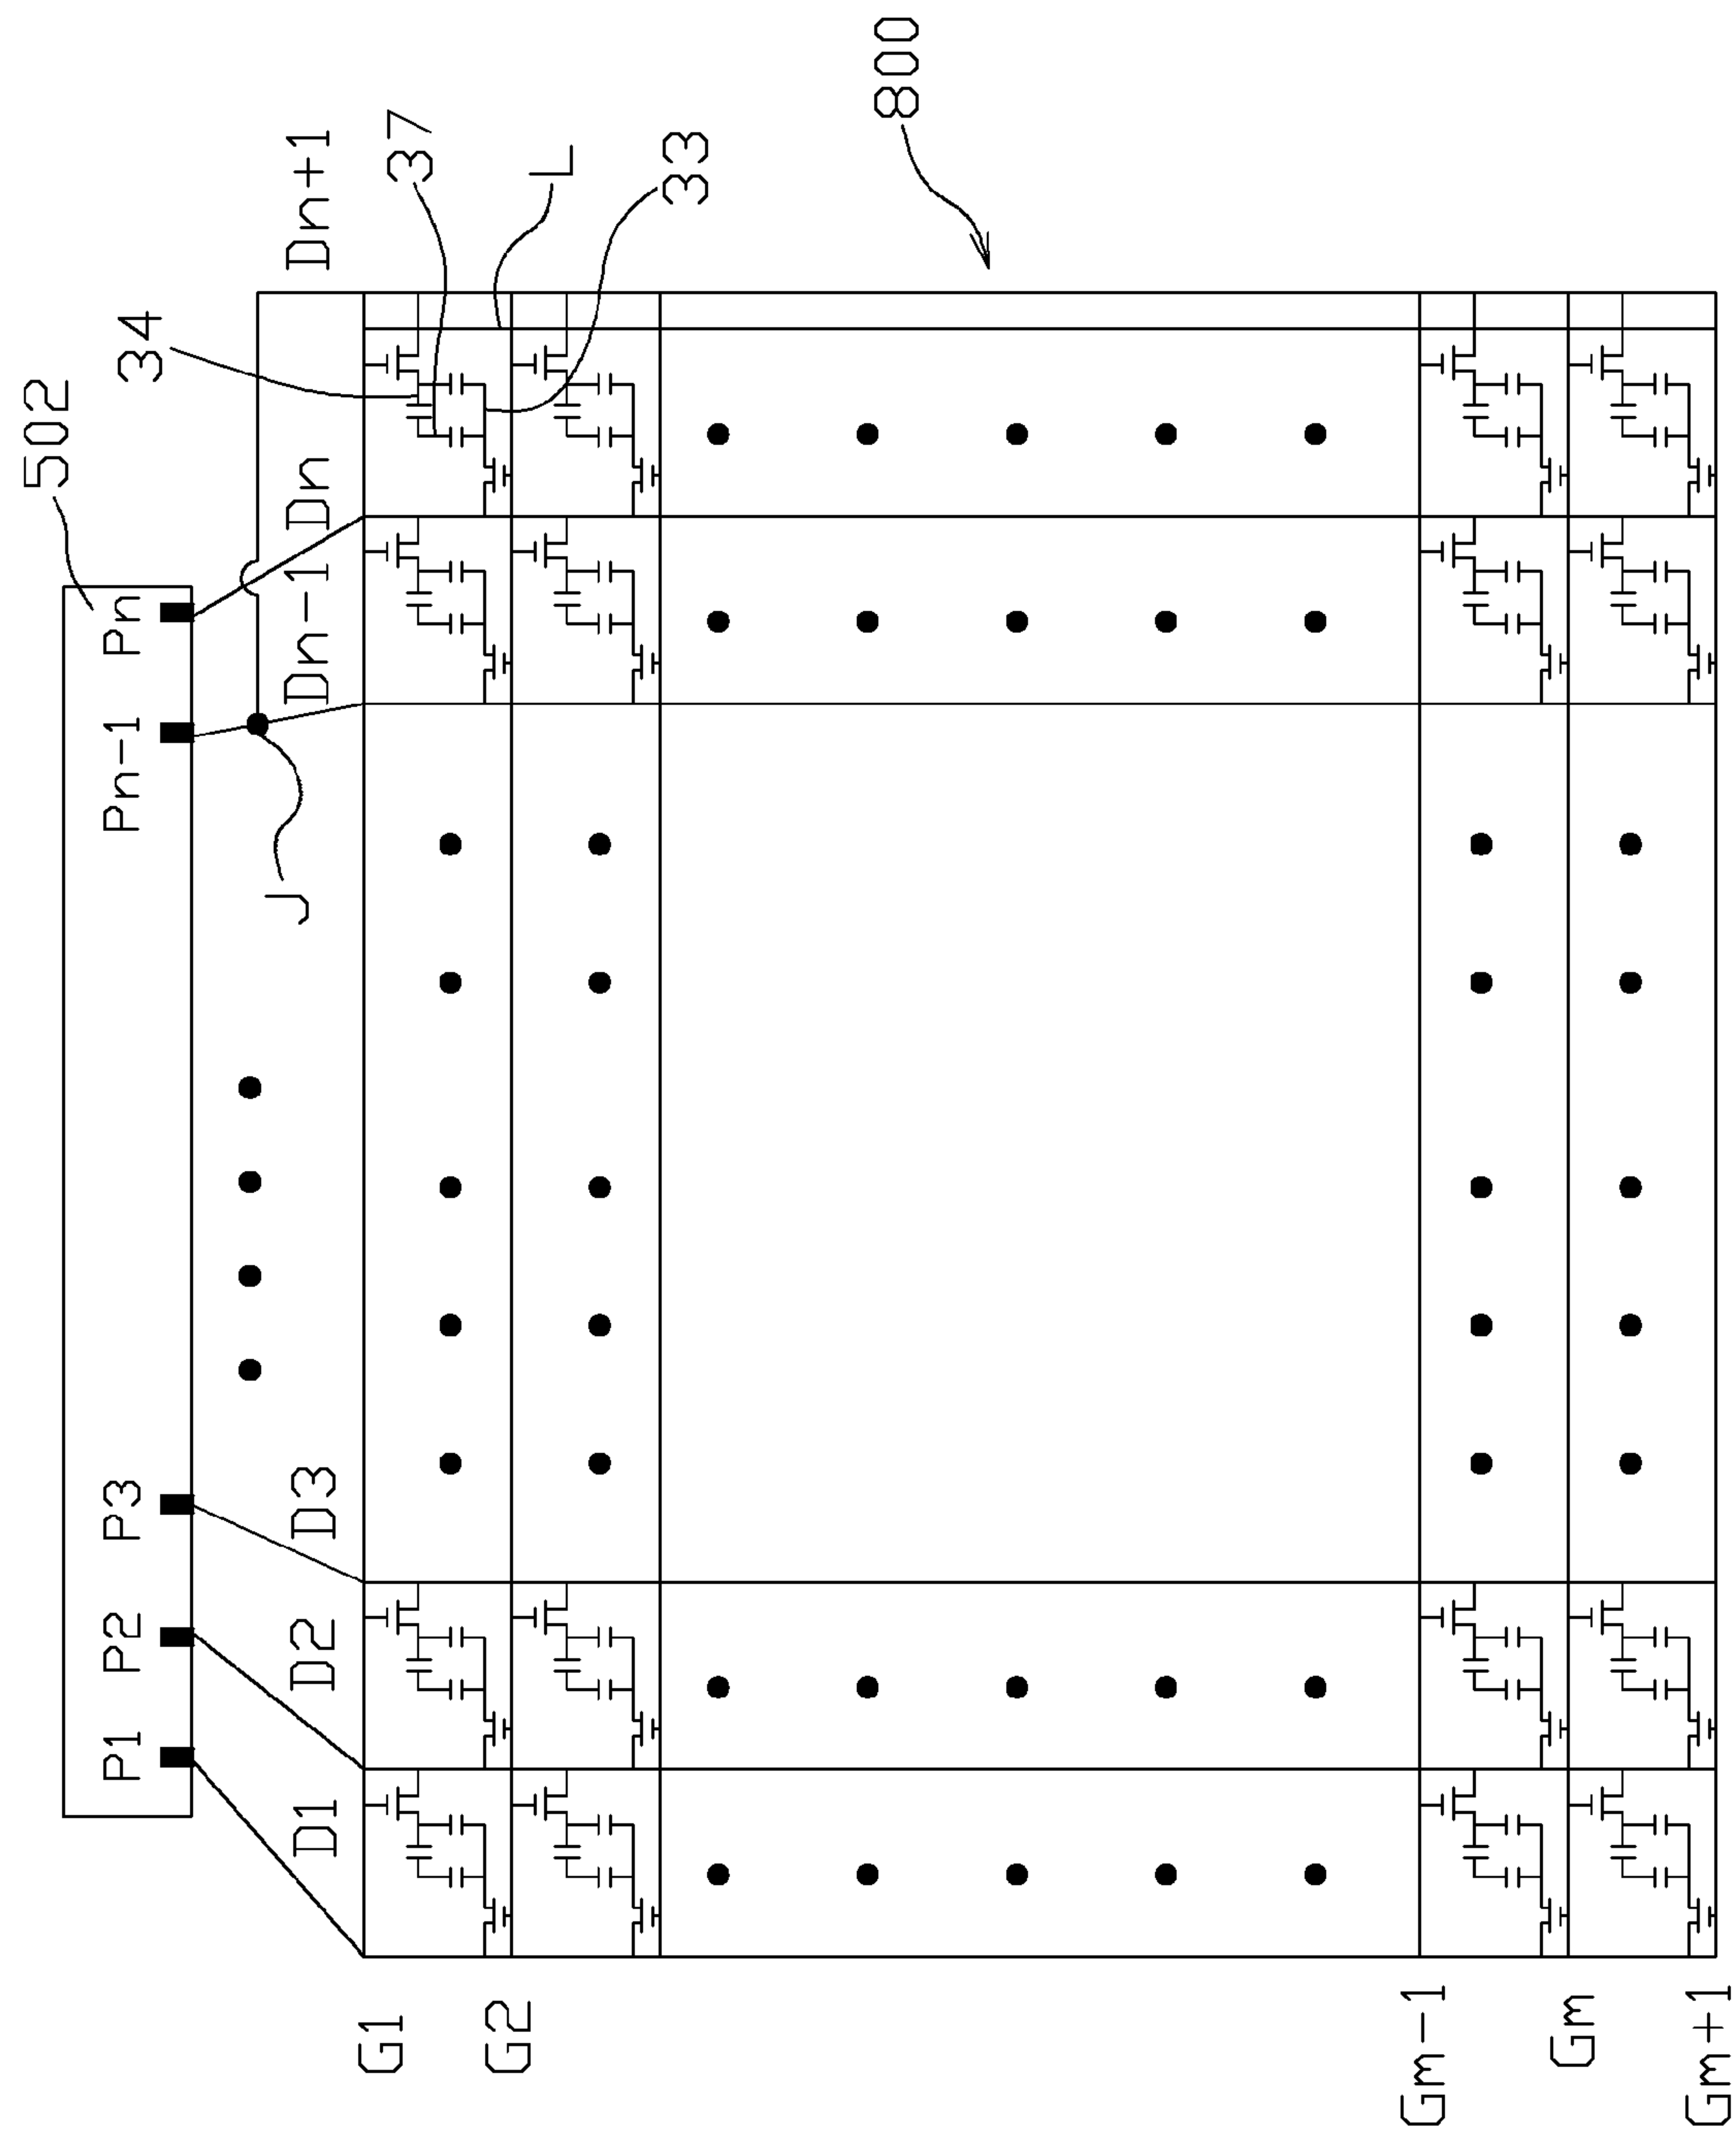 502
P1 P2 P3 Pn-1 Pn
34
J
D1 D2 D3 Dn-1 Dn Dn+1
37
L
33
800
G1
G2
Gm-1
Gm
Gm+1